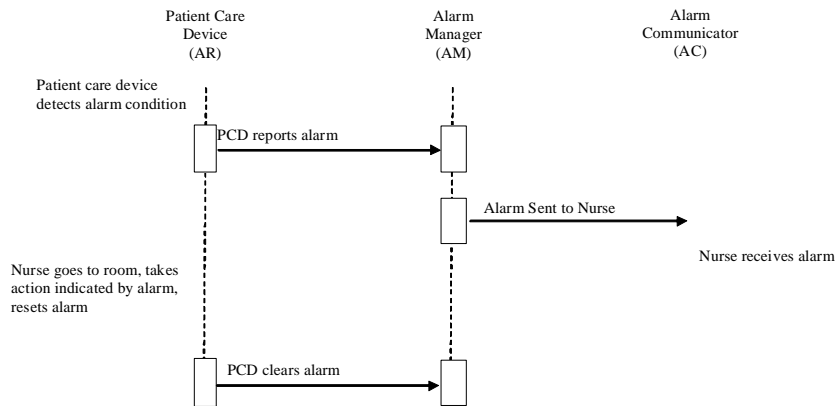 Patient Care
Device
(AR)
Alarm
Manager
(AM)
Alarm
Communicator
(AC)
Patient care device
detects alarm condition
PCD reports alarm
Alarm Sent to Nurse
Nurse receives alarm
Nurse goes to room, takes
action indicated by alarm,
resets alarm
PCD clears alarm